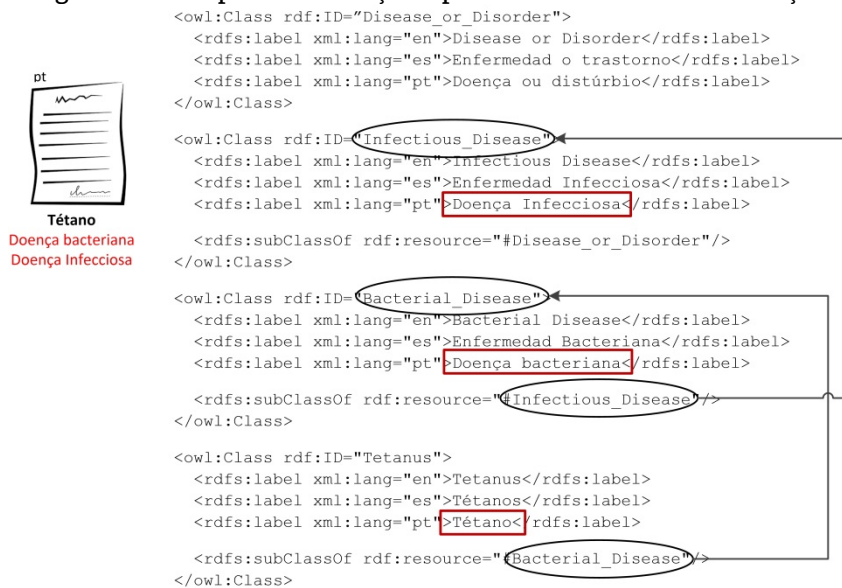 <owl:Class rdf:ID=”Disease_or_Disorder">
<rdfs:label xml:lang="en">Disease or Disorder</rdfs:label>
<rdfs:label xml:lang="es">Enfermedad o trastorno</rdfs:label>
<rdfs:label xml:lang="pt">Doença ou distúrbio</rdfs:label>
</owl:Class>
pt
Tétano
Doença bacteriana
Doença Infecciosa
<owl:Class rdf:ID="Infectious_Disease">
<rdfs:label xml:lang="en">Infectious Disease</rdfs:label>
<rdfs:label xml:lang="es">Enfermedad Infecciosa</rdfs:label>
<rdfs:label xml:lang="pt">Doença Infecciosa</rdfs:label>
<rdfs:subClassOf rdf:resource="#Disease_or_Disorder"/>
</owl:Class>
<owl:Class rdf:ID="Bacterial_Disease">
<rdfs:label xml:lang="en">Bacterial Disease</rdfs:label>
<rdfs:label xml:lang="es">Enfermedad Bacteriana</rdfs:label>
<rdfs:label xml:lang="pt">Doença bacteriana</rdfs:label>
<rdfs:subClassOf rdf:resource="#Infectious_Disease"/>
</owl:Class>
<owl:Class rdf:ID="Tetanus">
<rdfs:label xml:lang="en">Tetanus</rdfs:label>
<rdfs:label xml:lang="es">Tétanos</rdfs:label>
<rdfs:label xml:lang="pt">Tétano</rdfs:label>
<rdfs:subClassOf rdf:resource="#Bacterial_Disease"/>
</owl:Class>